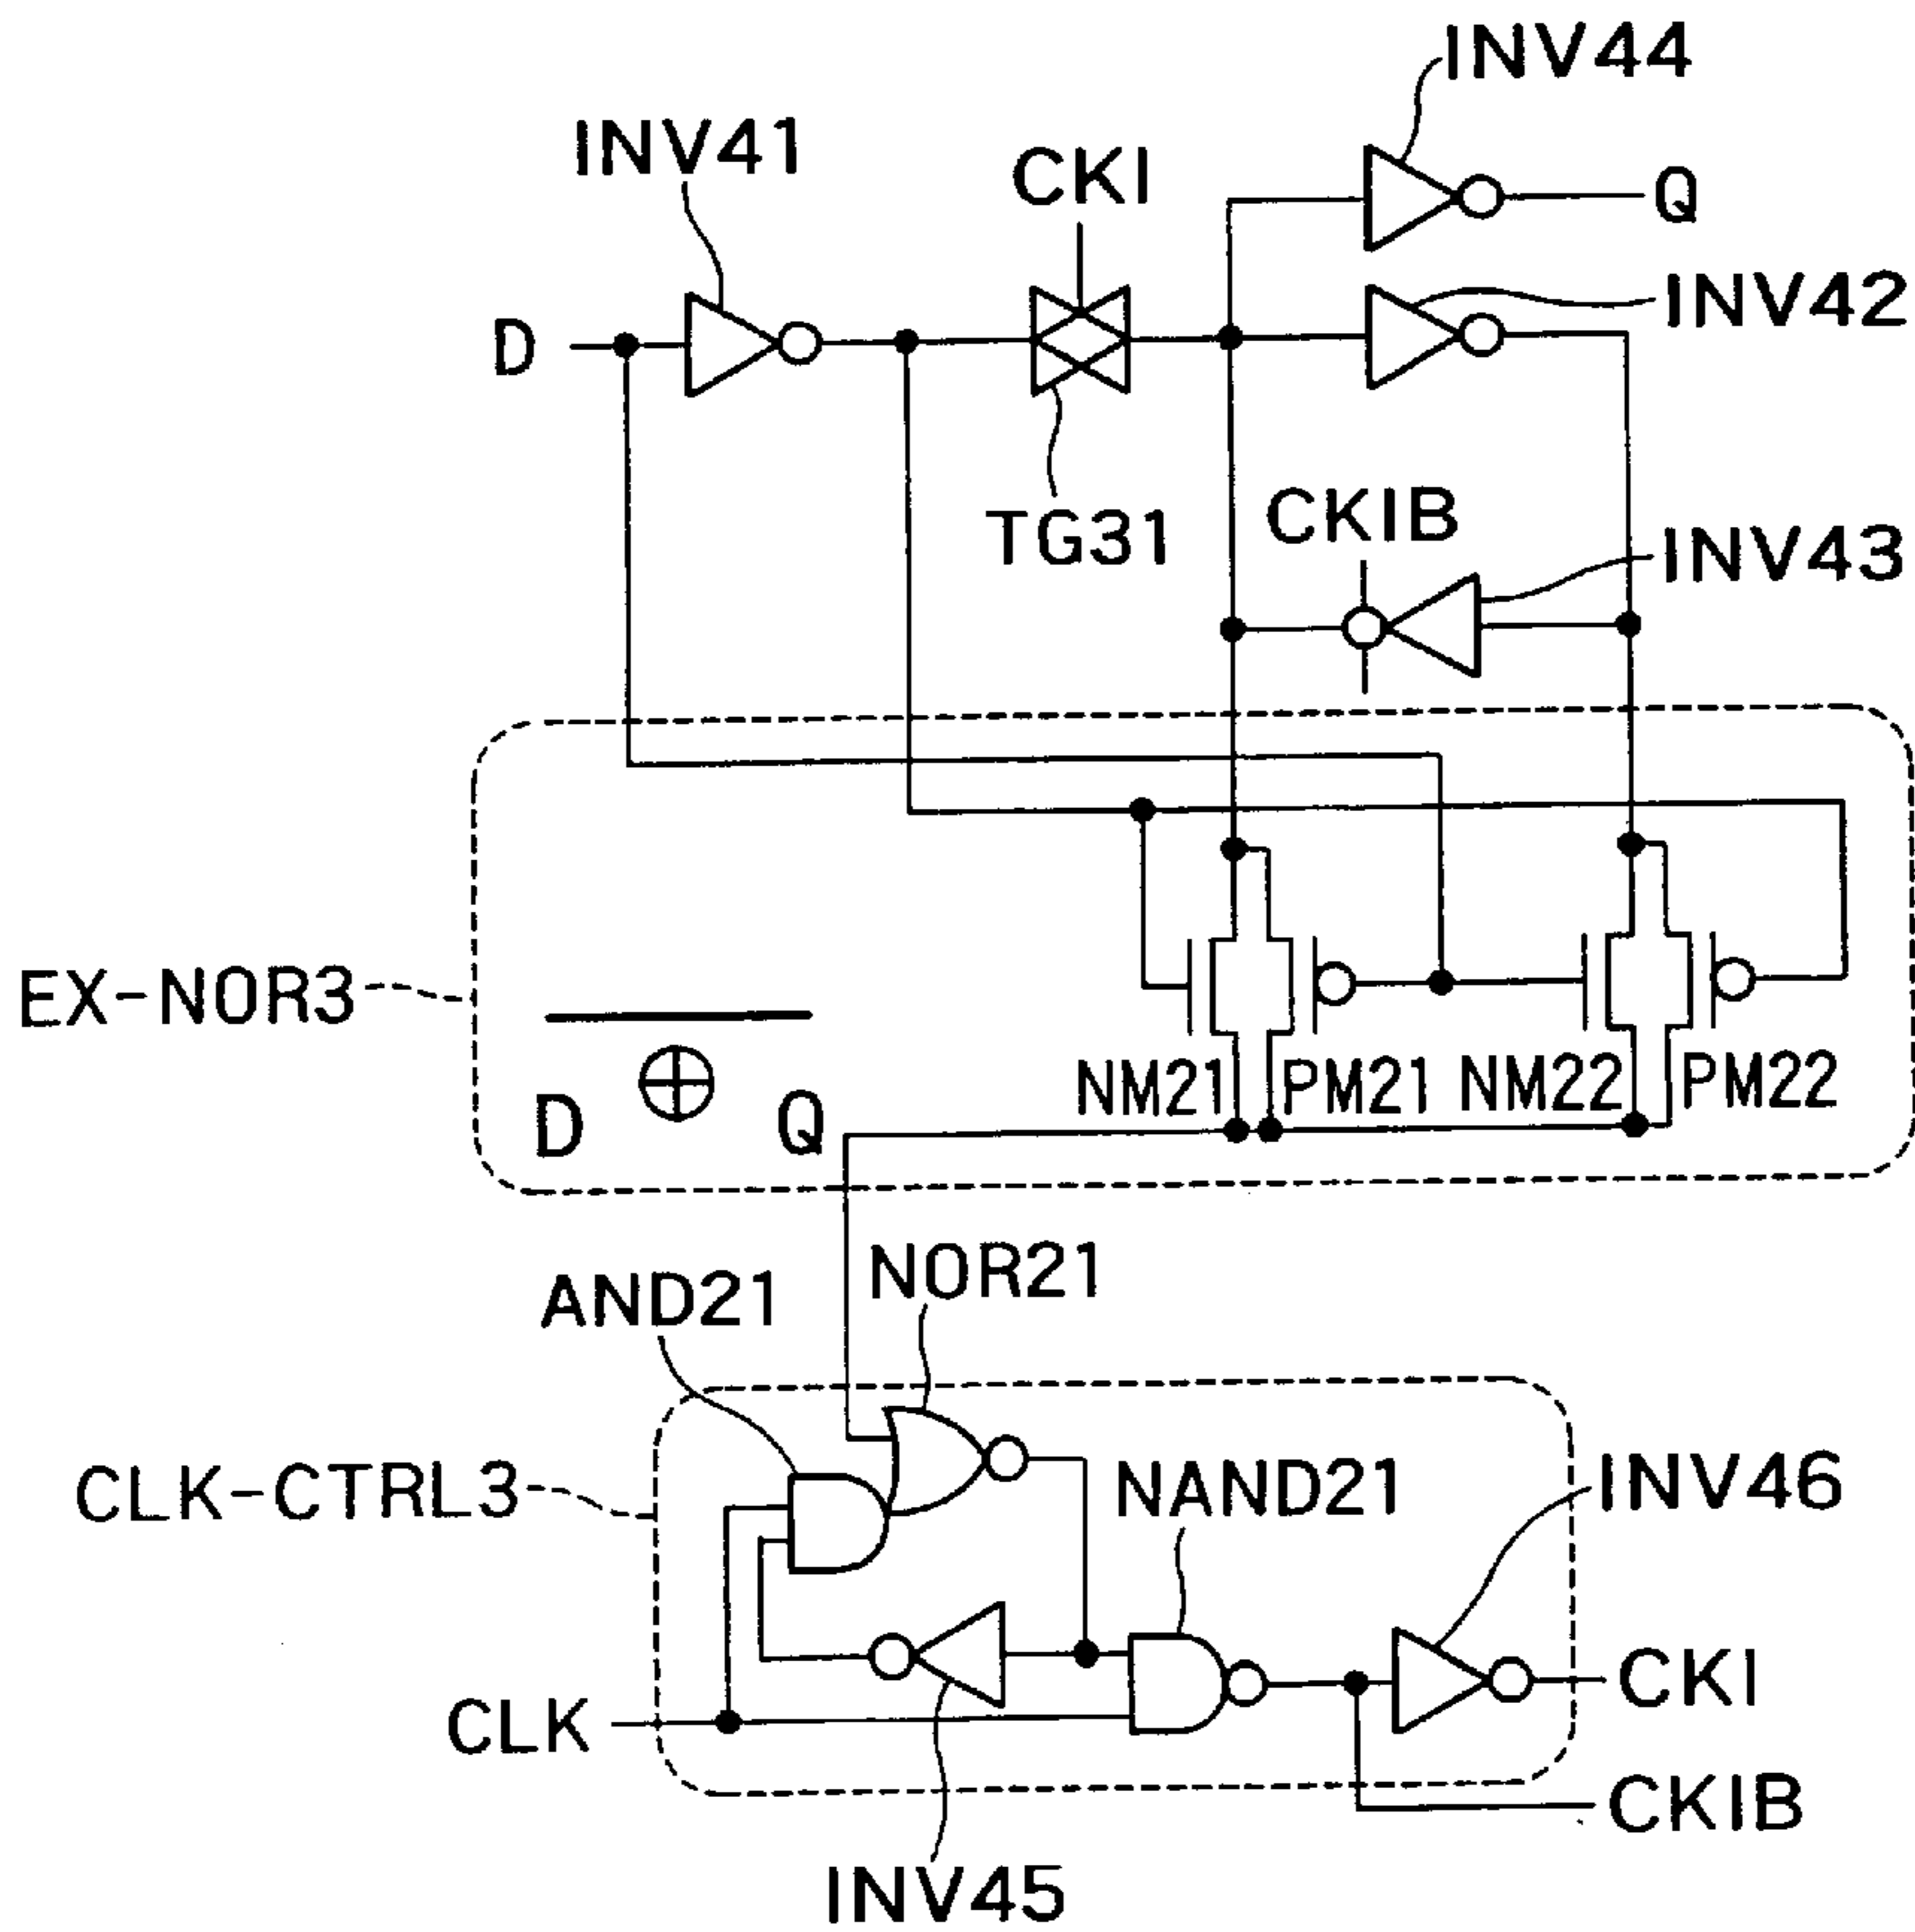 INV44
INV41
CKI
Q
INV42
D
CKIB
TG31
INV43
EX-NOR3
D ⊕ Q
NM21 PM21 NM22 PM22
NOR21
AND21
CLK-CTRL3
NAND21
INV46
CLK
CKI
CKIB
INV45